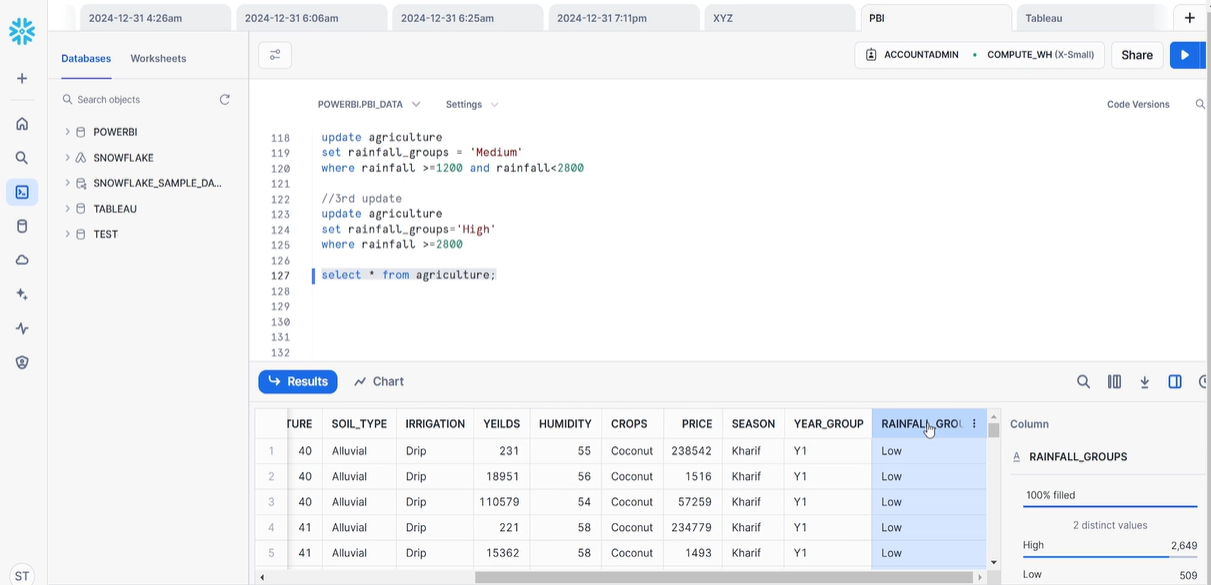 2024-12-31 4:26am 2024-12-31 6:06am 2024-12-31 6:25am 2024-12-31 7:11pm XYZ PBI Tableau
Databases Worksheets
ACCOUNTADMIN COMPUTE_WH (X-Small) Share
Search objects
POWERBI.PBI_DATA Settings Code Versions
POWERBI
SNOWFLAKE
SNOWFLAKE_SAMPLE_DA...
TABLEAU
TEST
118 update agriculture
119 set rainfall_groups = 'Medium'
120 where rainfall >=1200 and rainfall<2800
121
122 //3rd update
123 update agriculture
124 set rainfall_groups='High'
125 where rainfall >=2800
126
127 select * from agriculture;
128
129
130
131
132
Results Chart
TURE SOIL_TYPE IRRIGATION YEILDS HUMIDITY CROPS PRICE SEASON YEAR_GROUP RAINFALL_GROU
1 40 Alluvial Drip 231 55 Coconut 238542 Kharif Y1 Low
2 40 Alluvial Drip 18951 56 Coconut 1516 Kharif Y1 Low
3 40 Alluvial Drip 110579 54 Coconut 57259 Kharif Y1 Low
4 41 Alluvial Drip 221 58 Coconut 234779 Kharif Y1 Low
5 41 Alluvial Drip 15362 58 Coconut 1493 Kharif Y1 Low
Column
A RAINFALL_GROUPS
100% filled
2 distinct values
High 2,649
Low 509
ST